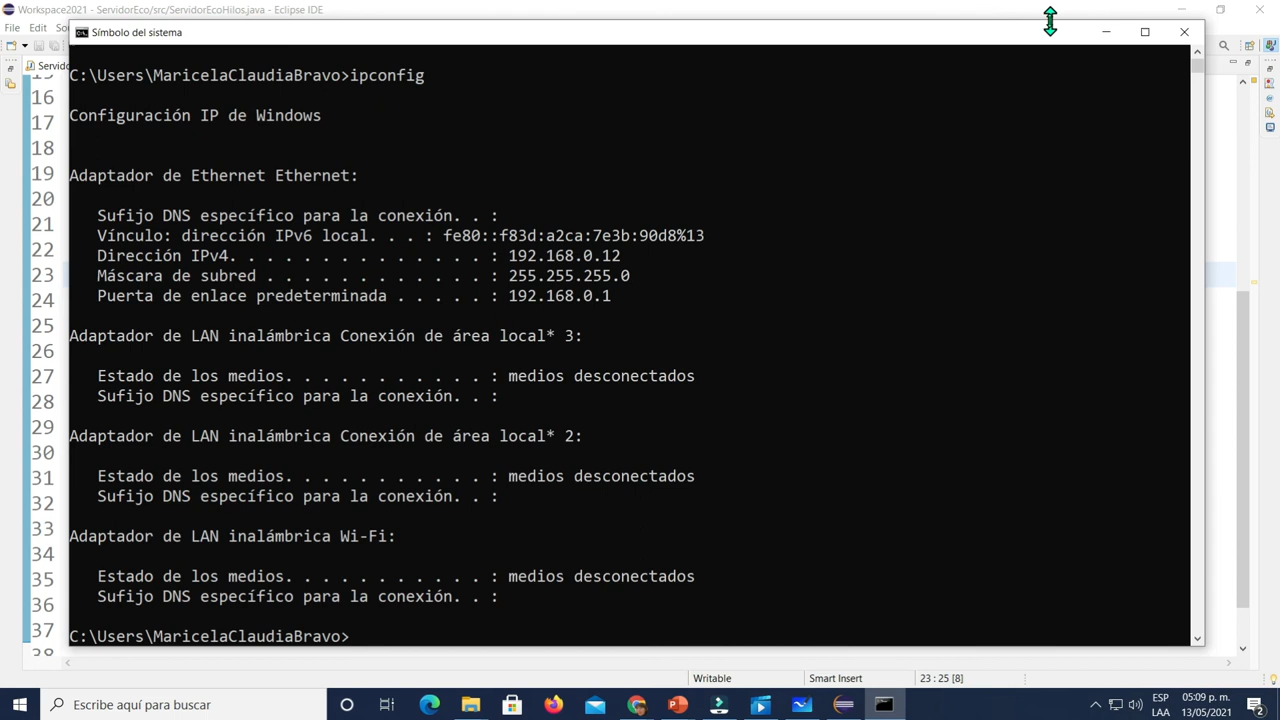 Workspace2021 - ServidorEco/src/ServidorEcoHilos.java - Eclipse IDE
File Edit So
Símbolo del sistema
Servido
C:\Users\MaricelaClaudiaBravo>ipconfig
16
Configuración IP de Windows
17
18
19
Adaptador de Ethernet Ethernet:
20
Sufijo DNS específico para la conexión. . :
21
Vínculo: dirección IPv6 local. . . : fe80::f83d:a2ca:7e3b:90d8%13
22
Dirección IPv4. . . . . . . . . . . . . . : 192.168.0.12
23
Máscara de subred . . . . . . . . . . . . : 255.255.255.0
24
Puerta de enlace predeterminada . . . . . : 192.168.0.1
25
Adaptador de LAN inalámbrica Conexión de área local* 3:
26
27
Estado de los medios. . . . . . . . . . . : medios desconectados
28
Sufijo DNS específico para la conexión. . :
29
Adaptador de LAN inalámbrica Conexión de área local* 2:
30
31
Estado de los medios. . . . . . . . . . . : medios desconectados
32
Sufijo DNS específico para la conexión. . :
33
Adaptador de LAN inalámbrica Wi-Fi:
34
35
Estado de los medios. . . . . . . . . . . : medios desconectados
36
Sufijo DNS específico para la conexión. . :
37
C:\Users\MaricelaClaudiaBravo>
Writable Smart Insert 23 : 25 [8]
Escribe aquí para buscar
ESP 05:09 p. m.
LAA 13/05/2021
2